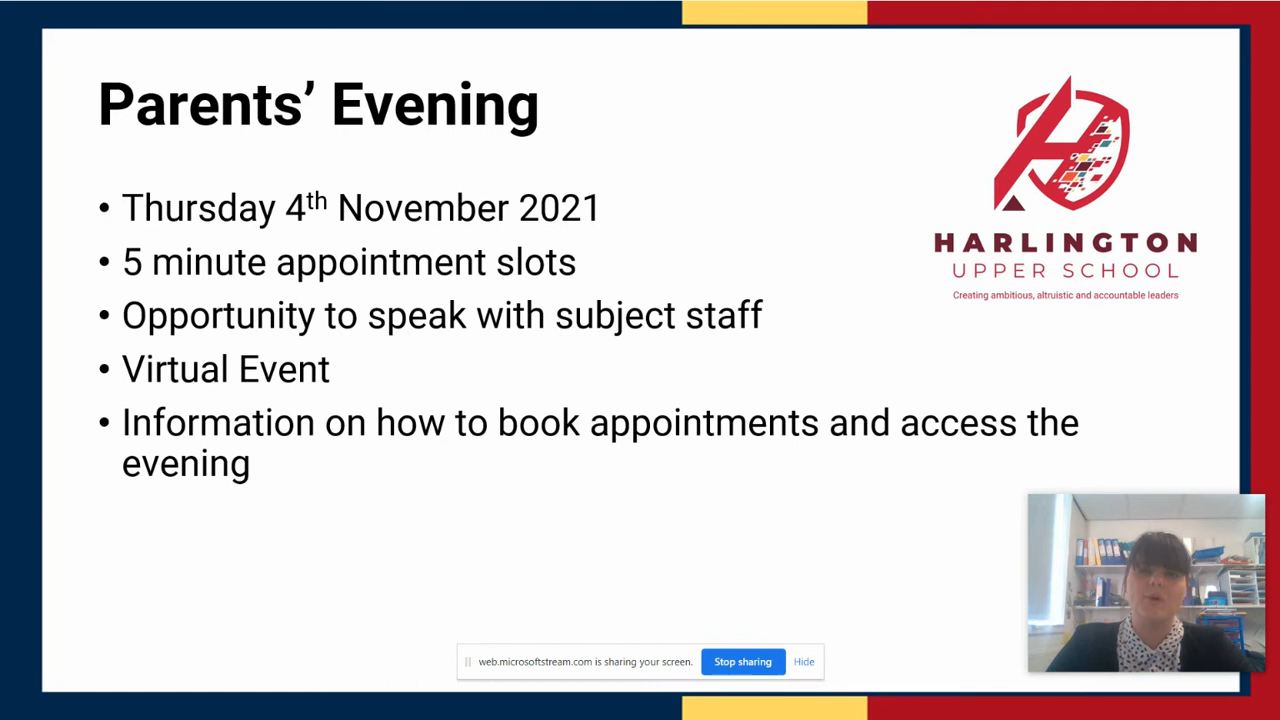 Parents’ Evening
• Thursday 4th November 2021
• 5 minute appointment slots
• Opportunity to speak with subject staff
• Virtual Event
• Information on how to book appointments and access the
evening
HARLINGTON
UPPER SCHOOL
Creating ambitious, altruistic and accountable leaders
web.microsoftstream.com is sharing your screen. Stop sharing Hide